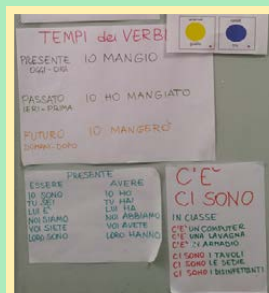 TEMPI dei VERBI
PRESENTE IO MANGIO
OGGI - ORA
PASSATO IO HO MANGIATO
IERI - PRIMA
FUTURO IO MANGERÒ
DOMANI, DOPO
PRESENTE
ESSERE AVERE
IO SONO IO HO
TU SEI TU HAI
LUI È LUI HA
NOI SIAMO NOI ABBIAMO
VOI SIETE VOI AVETE
LORO SONO LORO HANNO
C'E'
CI SONO
IN CLASSE
C'E' UN COMPUTER
C'E' UNA LAVAGNA
C'E' UN ARMADIO
CI SONO I TAVOLI
CI SONO LE SEDIE
CI SONO I DISINFETTANTI